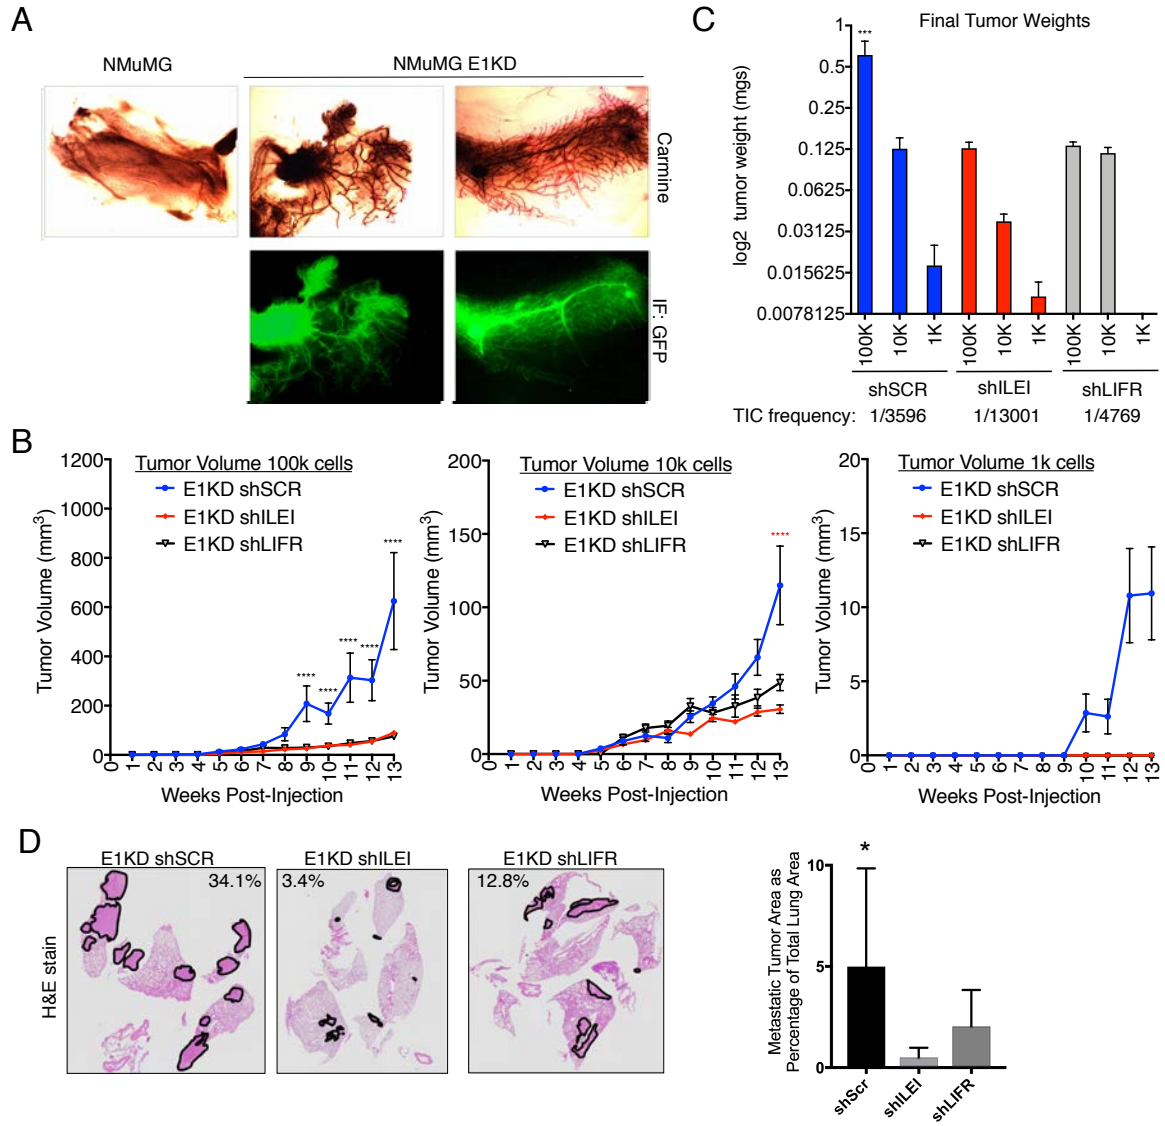 A
NMuMG
NMuMG E1KD
Carmine
IF: GFP
C
Final Tumor Weights
log2 tumor weight (mgs)
1
0.5
0.25
0.125
0.0625
0.03125
0.015625
0.0078125
***
100K 10K 1K 100K 10K 1K 100K 10K 1K
shSCR shILEI shLIFR
TIC frequency: 1/3596 1/13001 1/4769
B
Tumor Volume 100k cells
E1KD shSCR
E1KD shILEI
E1KD shLIFR
Tumor Volume (mm³)
1200
1000
800
600
400
200
0
**** **** **** **** ****
0 1 2 3 4 5 6 7 8 9 10 11 12 13
Weeks Post-Injection
Tumor Volume 10k cells
E1KD shSCR
E1KD shILEI
E1KD shLIFR
Tumor Volume (mm³)
200
150
100
50
0
****
0 1 2 3 4 5 6 7 8 9 10 11 12 13
Weeks Post-Injection
Tumor Volume 1k cells
E1KD shSCR
E1KD shILEI
E1KD shLIFR
Tumor Volume (mm³)
20
15
10
5
0
0 1 2 3 4 5 6 7 8 9 10 11 12 13
Weeks Post-Injection
D
E1KD shSCR
E1KD shILEI
E1KD shLIFR
34.1%
3.4%
12.8%
H&E stain
Metastatic Tumor Area as
Percentage of Total Lung Area
10
5
0
*
shScr
shILEI
shLIFR